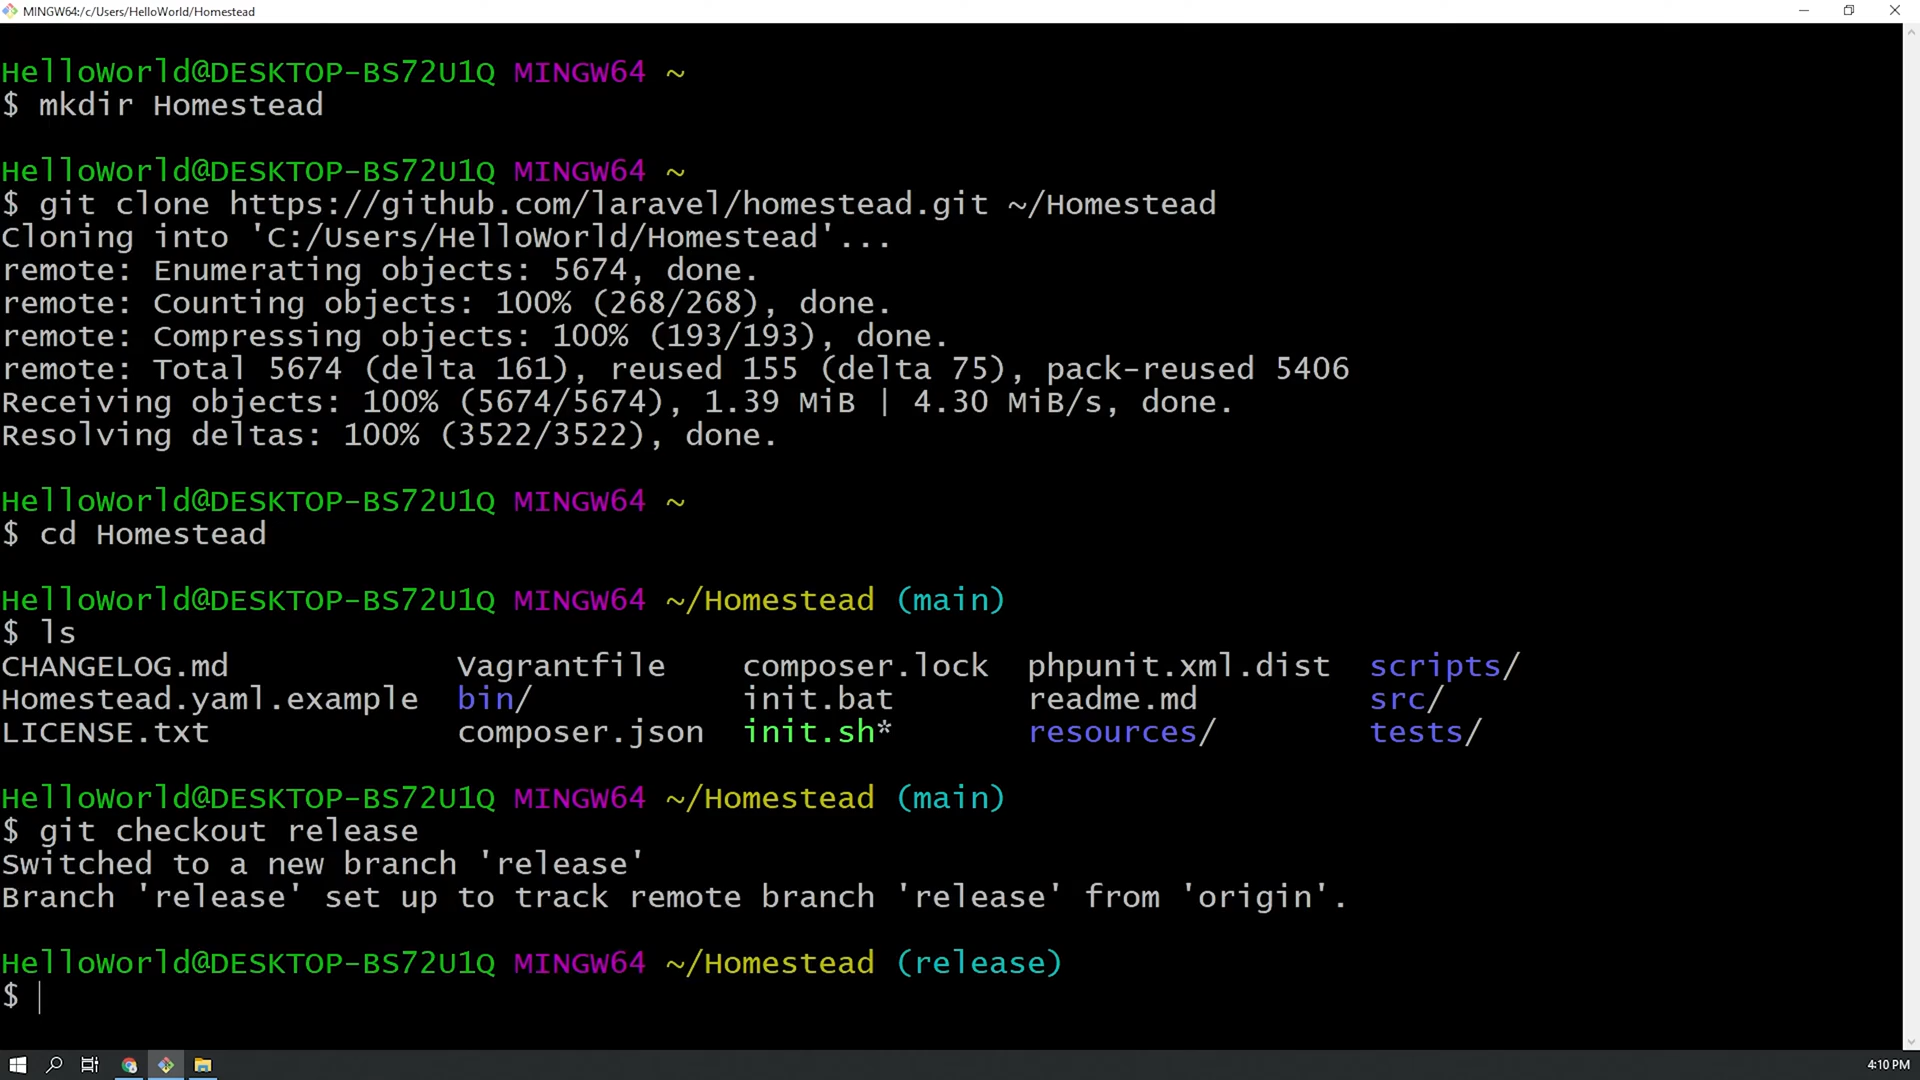 MINGW64:/c/Users/HelloWorld/Homestead
HelloWorld@DESKTOP-BS72U1Q MINGW64 ~
$ mkdir Homestead
HelloWorld@DESKTOP-BS72U1Q MINGW64 ~
$ git clone https://github.com/laravel/homestead.git ~/Homestead
Cloning into 'C:/Users/HelloWorld/Homestead'...
remote: Enumerating objects: 5674, done.
remote: Counting objects: 100% (268/268), done.
remote: Compressing objects: 100% (193/193), done.
remote: Total 5674 (delta 161), reused 155 (delta 75), pack-reused 5406
Receiving objects: 100% (5674/5674), 1.39 MiB | 4.30 MiB/s, done.
Resolving deltas: 100% (3522/3522), done.
HelloWorld@DESKTOP-BS72U1Q MINGW64 ~
$ cd Homestead
HelloWorld@DESKTOP-BS72U1Q MINGW64 ~/Homestead (main)
$ ls
CHANGELOG.md Vagrantfile composer.lock phpunit.xml.dist scripts/
Homestead.yaml.example bin/ init.bat readme.md src/
LICENSE.txt composer.json init.sh* resources/ tests/
HelloWorld@DESKTOP-BS72U1Q MINGW64 ~/Homestead (main)
$ git checkout release
Switched to a new branch 'release'
Branch 'release' set up to track remote branch 'release' from 'origin'.
HelloWorld@DESKTOP-BS72U1Q MINGW64 ~/Homestead (release)
$
4:10 PM